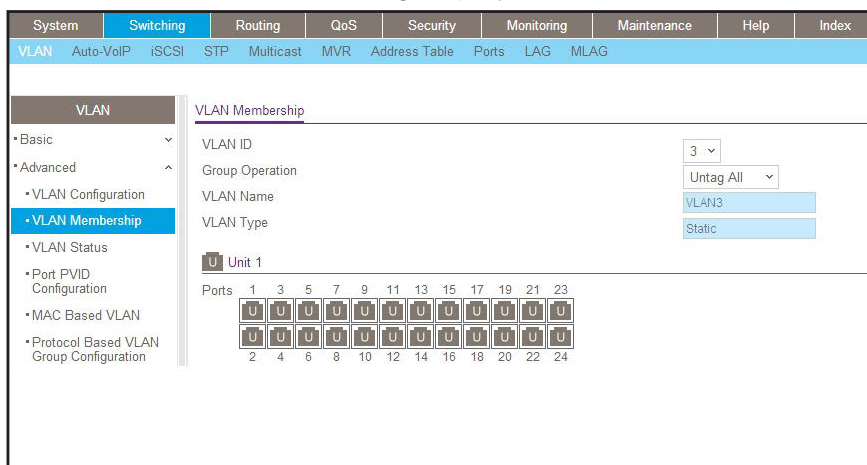 System Switching Routing QoS Security Monitoring Maintenance Help Index
VLAN Auto-VoIP iSCSI STP Multicast MVR Address Table Ports LAG MLAG
VLAN
Basic
Advanced
VLAN Configuration
VLAN Membership
VLAN Status
Port PVID
Configuration
MAC Based VLAN
Protocol Based VLAN
Group Configuration
VLAN Membership
VLAN ID 3
Group Operation Untag All
VLAN Name VLAN3
VLAN Type Static
U Unit 1
Ports 1 3 5 7 9 11 13 15 17 19 21 23
U U U U U U U U U U U U
U U U U U U U U U U U U
2 4 6 8 10 12 14 16 18 20 22 24